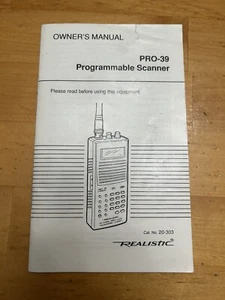 OWNER'S MANUAL
PRO-39
Programmable Scanner
Please read before using this equipment
Cat. No. 20-303
REALISTIC